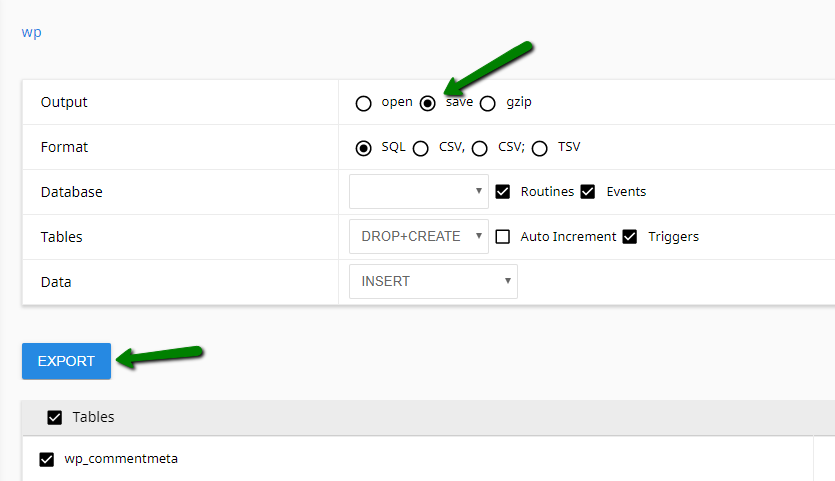 wp
Output open save gzip
Format SQL CSV, CSV; TSV
Database Routines Events
Tables DROP+CREATE Auto Increment Triggers
Data INSERT
EXPORT
Tables
wp_commentmeta